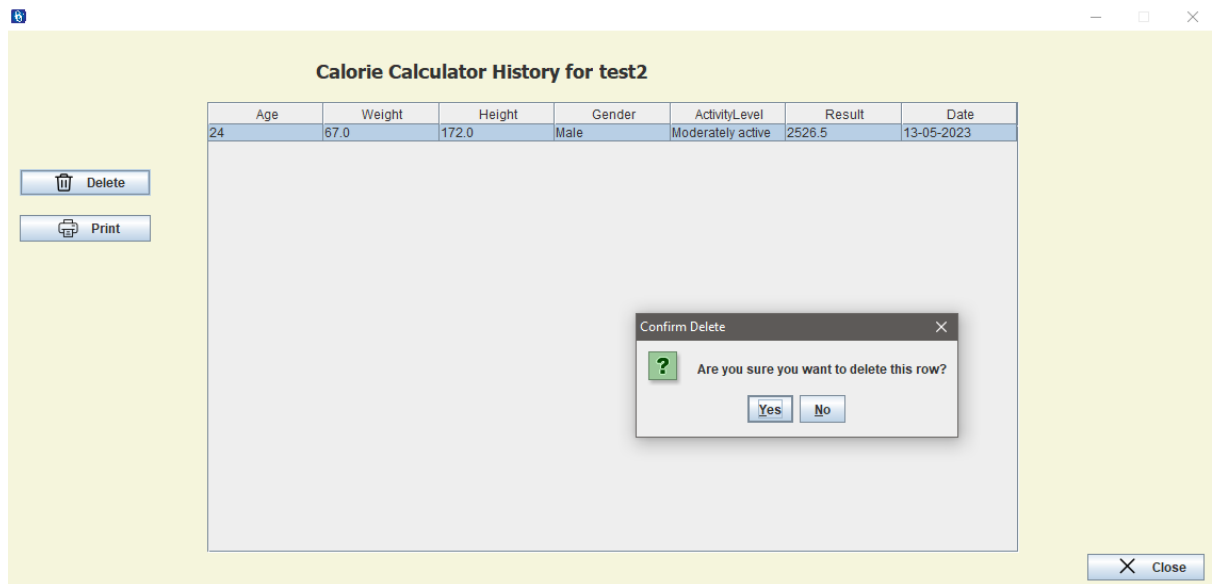 Calorie Calculator History for test2
Age Weight Height Gender ActivityLevel Result Date
24 67.0 172.0 Male Moderately active 2526.5 13-05-2023
Delete
Print
Confirm Delete
?
Are you sure you want to delete this row?
Yes No
Close